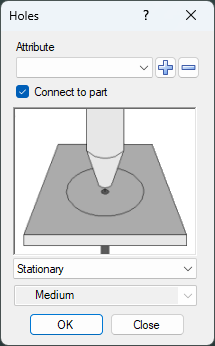 Holes
Attribute
Connect to part
Stationary
Medium
OK
Close